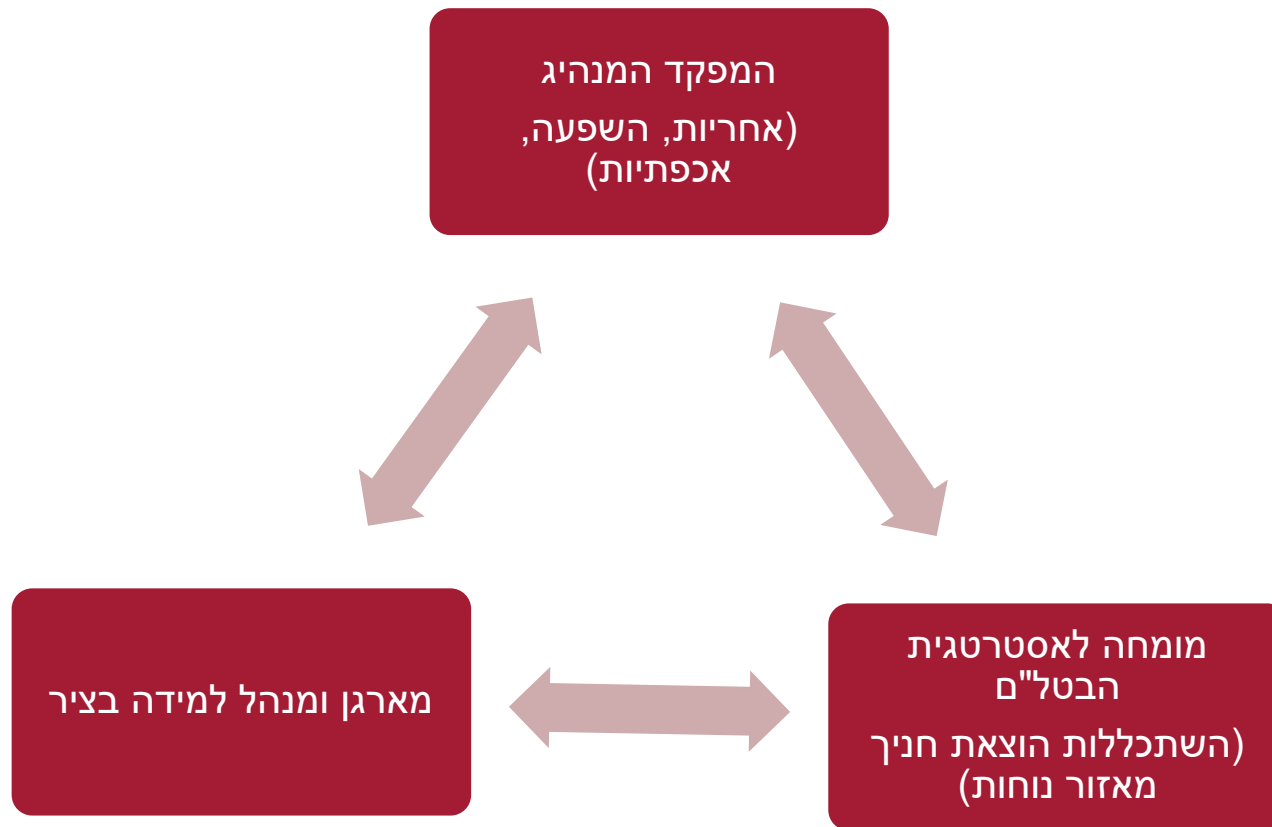 המפקד המנהיג
(אחריות, השפעה,
אכפתיות)
מומחה לאסטרטגית
הבטל"ם
(השתכללות הוצאת חניך
מאזור נוחות)
מארגן ומנהל למידה בציר